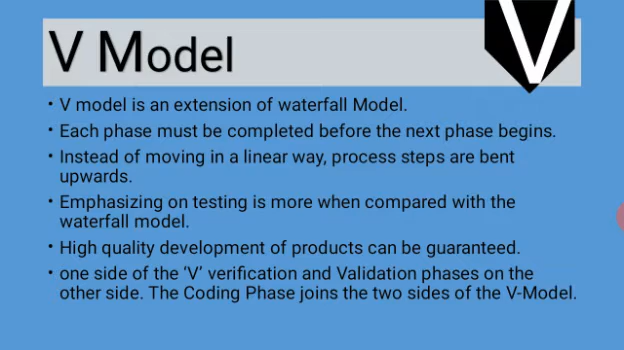 V Model
V
• V model is an extension of waterfall Model.
• Each phase must be completed before the next phase begins.
• Instead of moving in a linear way, process steps are bent
upwards.
• Emphasizing on testing is more when compared with the
waterfall model.
• High quality development of products can be guaranteed.
• one side of the ‘V’ verification and Validation phases on the
other side. The Coding Phase joins the two sides of the V-Model.